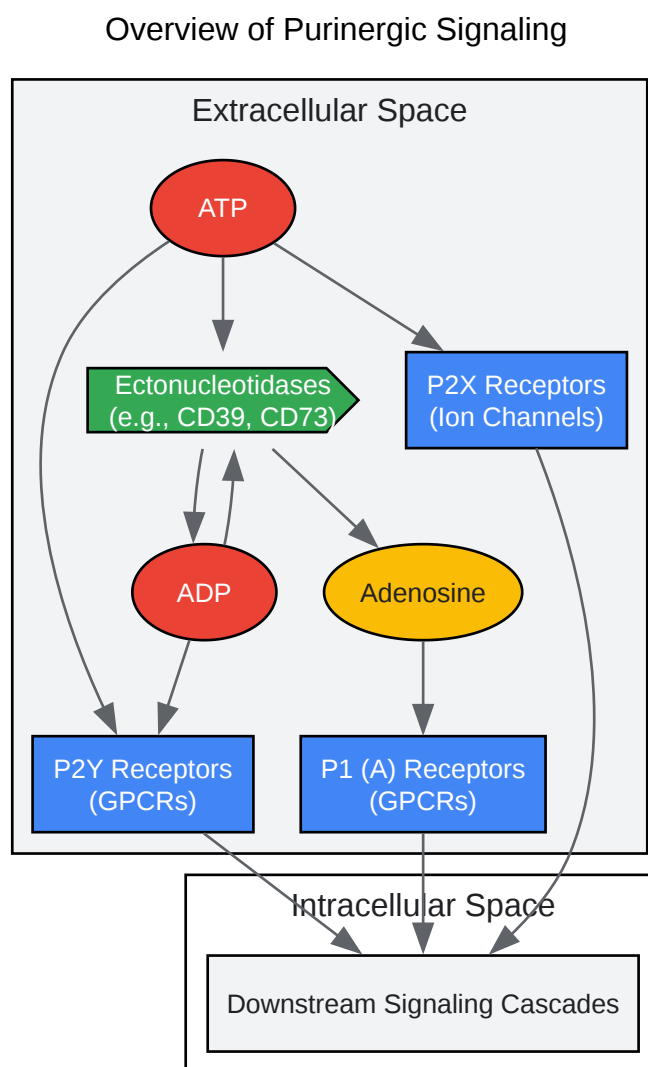 Overview of Purinergic Signaling
Extracellular Space
ATP
Ectonucleotidases
(e.g., CD39, CD73)
P2X Receptors
(Ion Channels)
ADP
Adenosine
P2Y Receptors
(GPCRs)
P1 (A) Receptors
(GPCRs)
Intracellular Space
Downstream Signaling Cascades